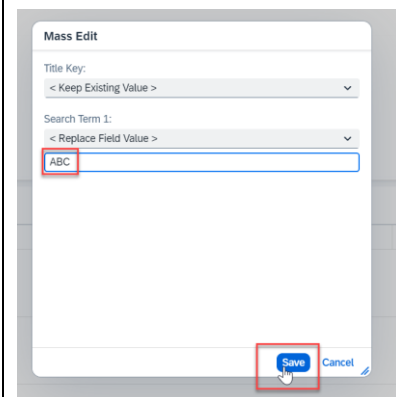 Mass Edit
Title Key:
< Keep Existing Value >
Search Term 1:
< Replace Field Value >
ABC
Save Cancel